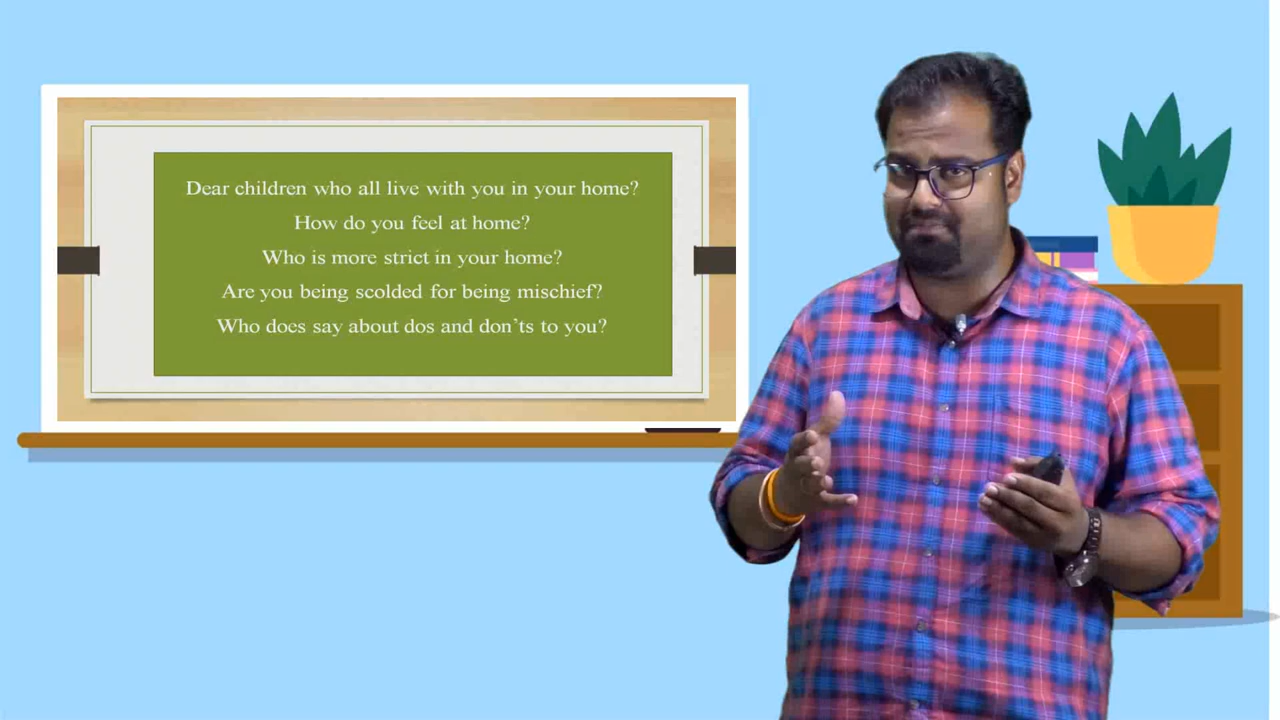 Dear children who all live with you in your home?
How do you feel at home?
Who is more strict in your home?
Are you being scolded for being mischief?
Who does say about dos and don'ts to you?